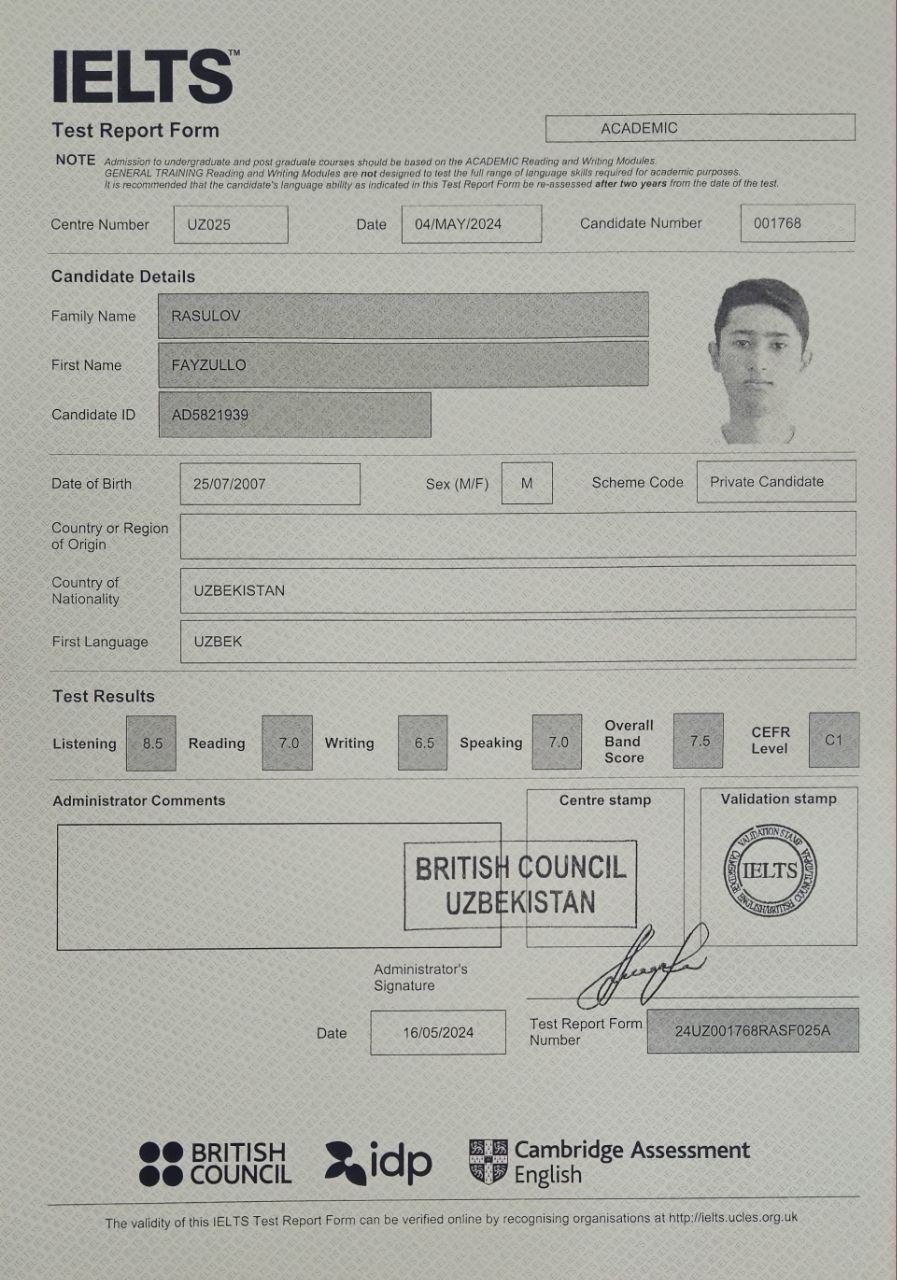 IELTS™
Test Report Form
ACADEMIC
NOTE Admission to undergraduate and post graduate courses should be based on the ACADEMIC Reading and Writing Modules.
GENERAL TRAINING Reading and Writing Modules are not designed to test the full range of language skills required for academic purposes.
It is recommended that the candidate's language ability as indicated in this Test Report Form be re-assessed after two years from the date of the test.
Centre Number UZ025 Date 04/MAY/2024 Candidate Number 001768
Candidate Details
Family Name RASULOV
First Name FAYZULLO
Candidate ID AD5821939
Date of Birth 25/07/2007 Sex (M/F) M Scheme Code Private Candidate
Country or Region
of Origin
Country of
Nationality
UZBEKISTAN
First Language UZBEK
Test Results
Listening 8.5 Reading 7.0 Writing 6.5 Speaking 7.0 Overall
Band
Score
7.5 CEFR
Level
C1
Administrator Comments
Centre stamp
Validation stamp
BRITISH COUNCIL
UZBEKISTAN
VALIDATION STAMP
IELTS
Administrator's
Signature
Date 16/05/2024
Test Report Form
Number
24UZ001768RASF025A
BRITISH
COUNCIL
idp
Cambridge Assessment
English
The validity of this IELTS Test Report Form can be verified online by recognising organisations at http://ielts.ucles.org.uk